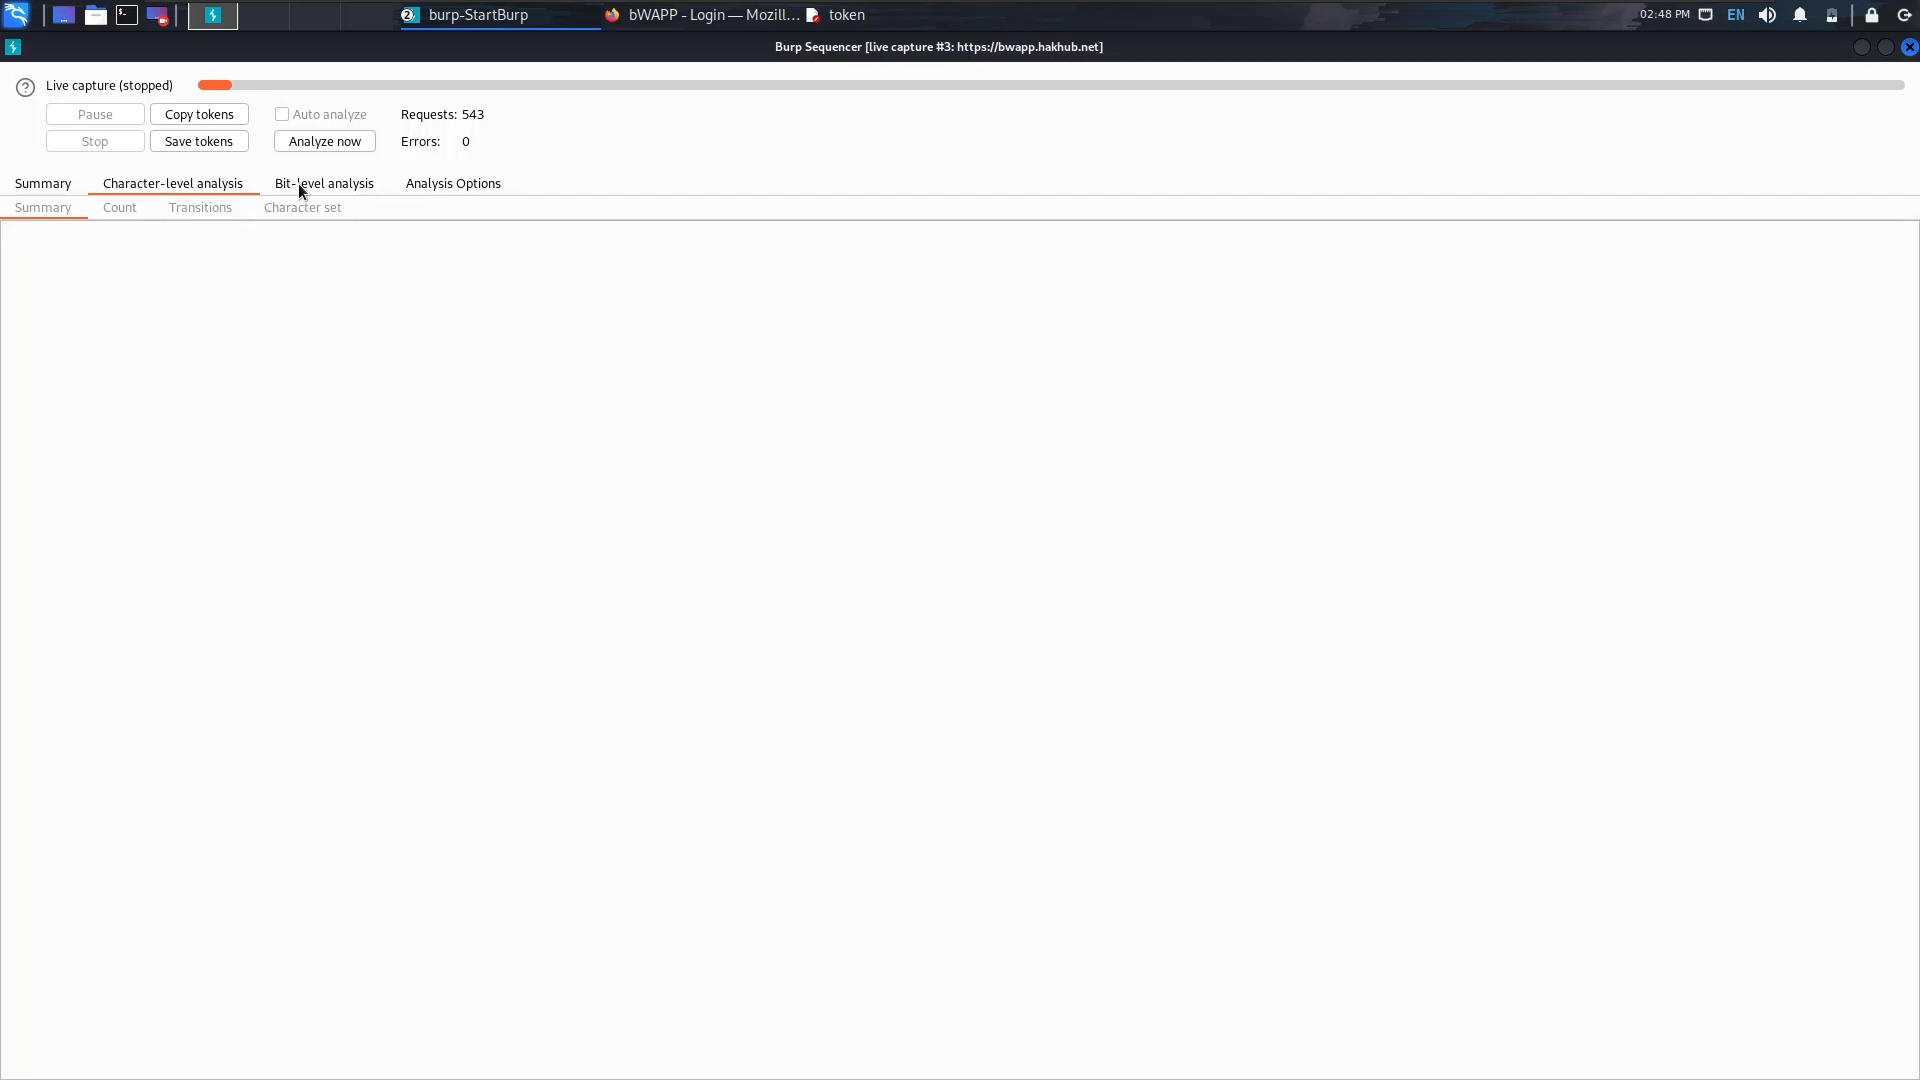 burp-StartBurp
bWAPP - Login — Mozill...
token
02:48 PM
EN
Burp Sequencer [live capture #3: https://bwapp.hakhub.net]
Live capture (stopped)
Pause
Copy tokens
Auto analyze
Requests: 543
Stop
Save tokens
Analyze now
Errors: 0
Summary
Character-level analysis
Bit-level analysis
Analysis Options
Summary
Count
Transitions
Character set